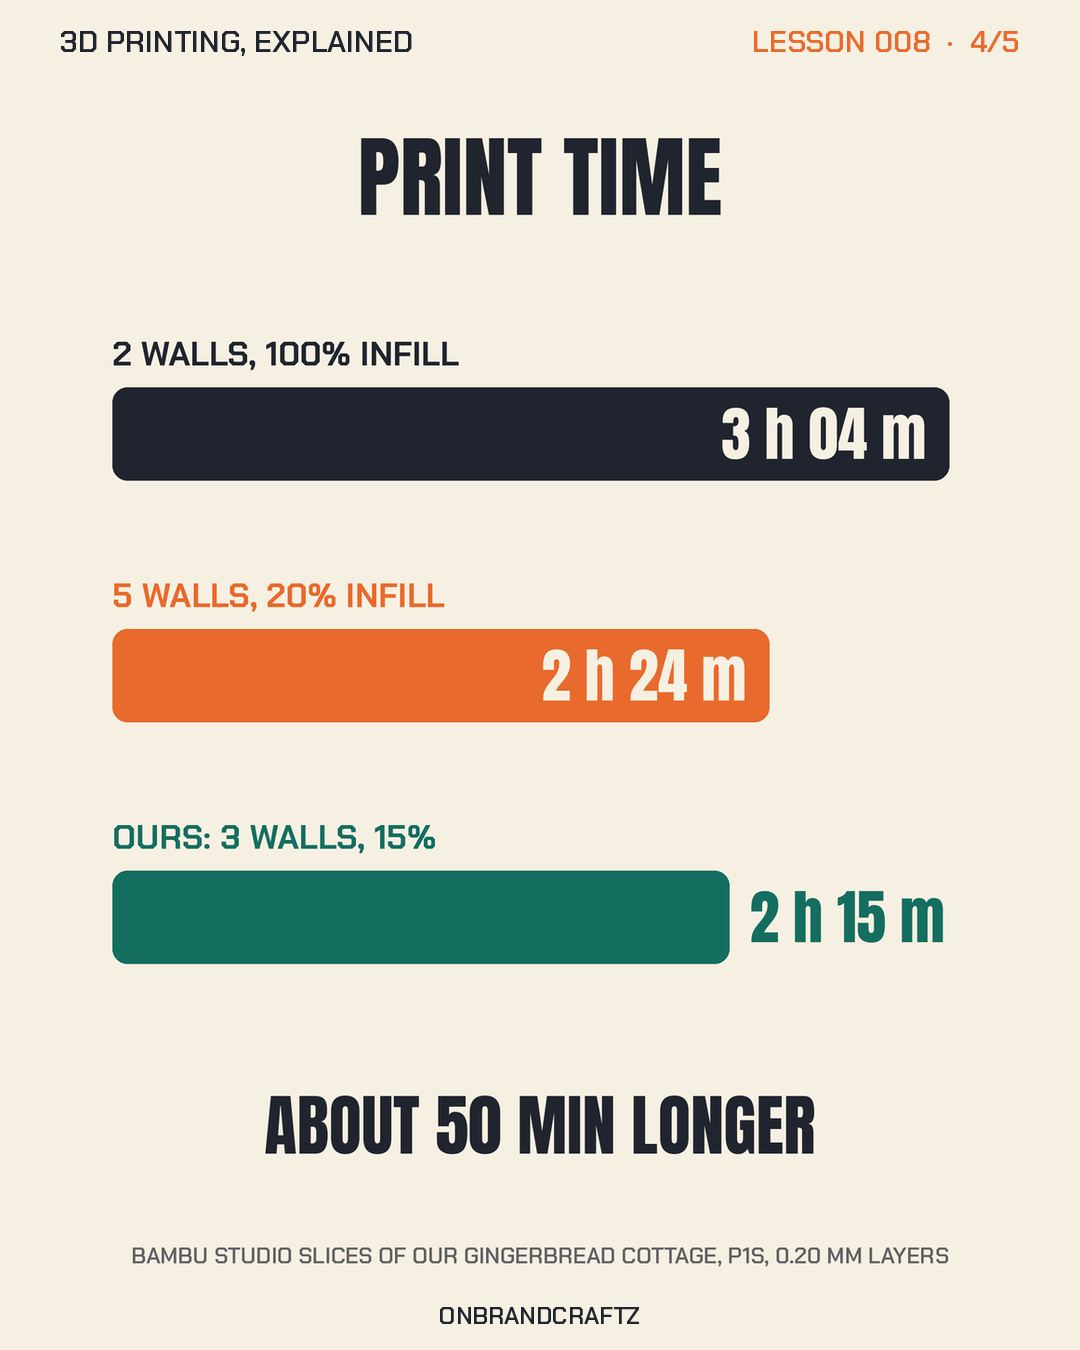 3D PRINTING, EXPLAINED
LESSON 008 · 4/5
PRINT TIME
2 WALLS, 100% INFILL
3 h 04 m
5 WALLS, 20% INFILL
2 h 24 m
OURS: 3 WALLS, 15%
2 h 15 m
ABOUT 50 MIN LONGER
BAMBU STUDIO SLICES OF OUR GINGERBREAD COTTAGE, P1S, 0.20 MM LAYERS
ONBRANDCRAFTZ